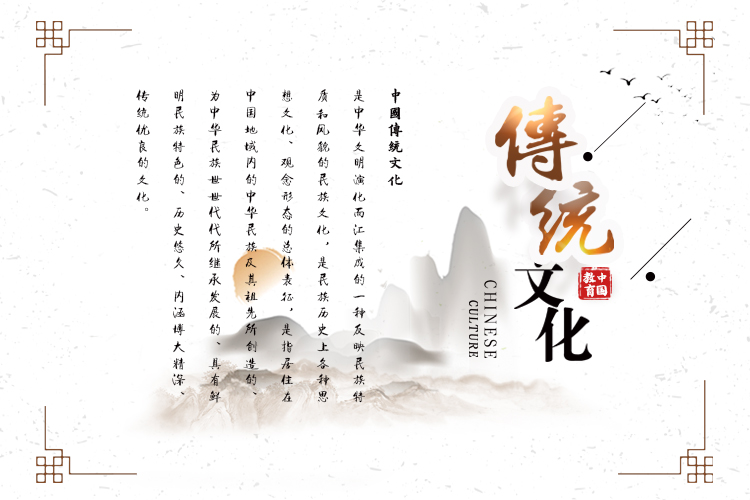 傳
統
文
化
中国
教育
CHINESE
CULTURE
中國傳統文化
是中华文明演化而江集成的一种反映民族特
质和风貌的民族文化，是民族历史上各种思
想文化、观念形态的总体表征，是指居住在
中国地域内的中华民族及其祖先所创造的、
为中华民族世世代代所继承发展的、具有鲜
明民族特色的、历史悠久、内涵博大精深、
传统优良的文化。